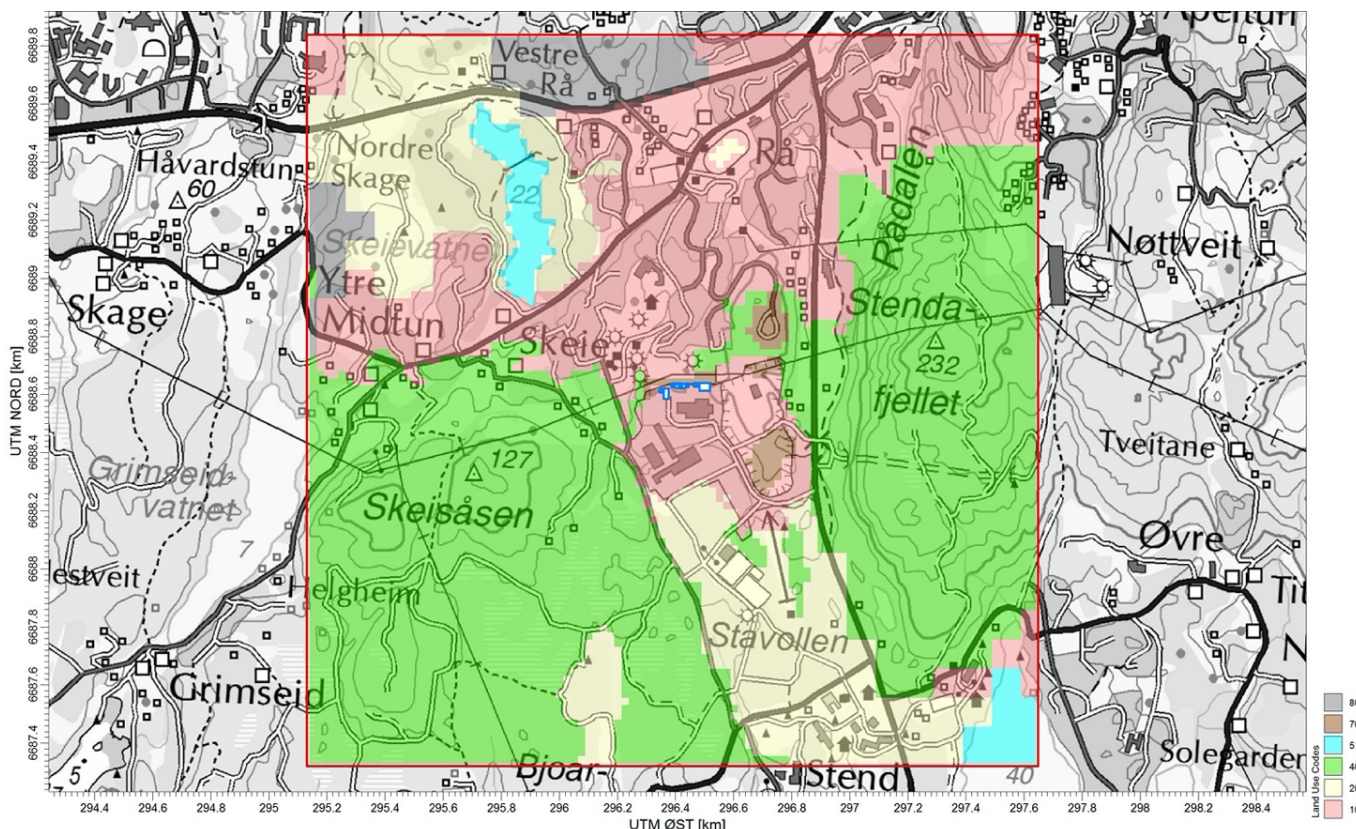 Apeltun
Vestre
Rå
Nordre
Skage
Rå
Håvardstun
60
22
Rådalen
Nøttveit
Skeievatnet
Ytre
Skage
Midtun
Skeie
Stenda-
232
fjellet
127
Tveitane
Grimseid-
vatnet
Skeisåsen
7
Øvre
estveit
Helgheim
Tit
Stavollen
N
Grimseid
Solegarden
5
Bjoar-
Stend
40
6689.8
6689.6
6689.4
6689.2
6689
6688.8
6688.6
6688.4
6688.2
6688
6687.8
6687.6
6687.4
UTM NORD [km]
294.4 294.6 294.8 295 295.2 295.4 295.6 295.8 296 296.2 296.4 296.6 296.8 297 297.2 297.4 297.6 297.8 298 298.2 298.4
UTM ØST [km]
Land Use Codes